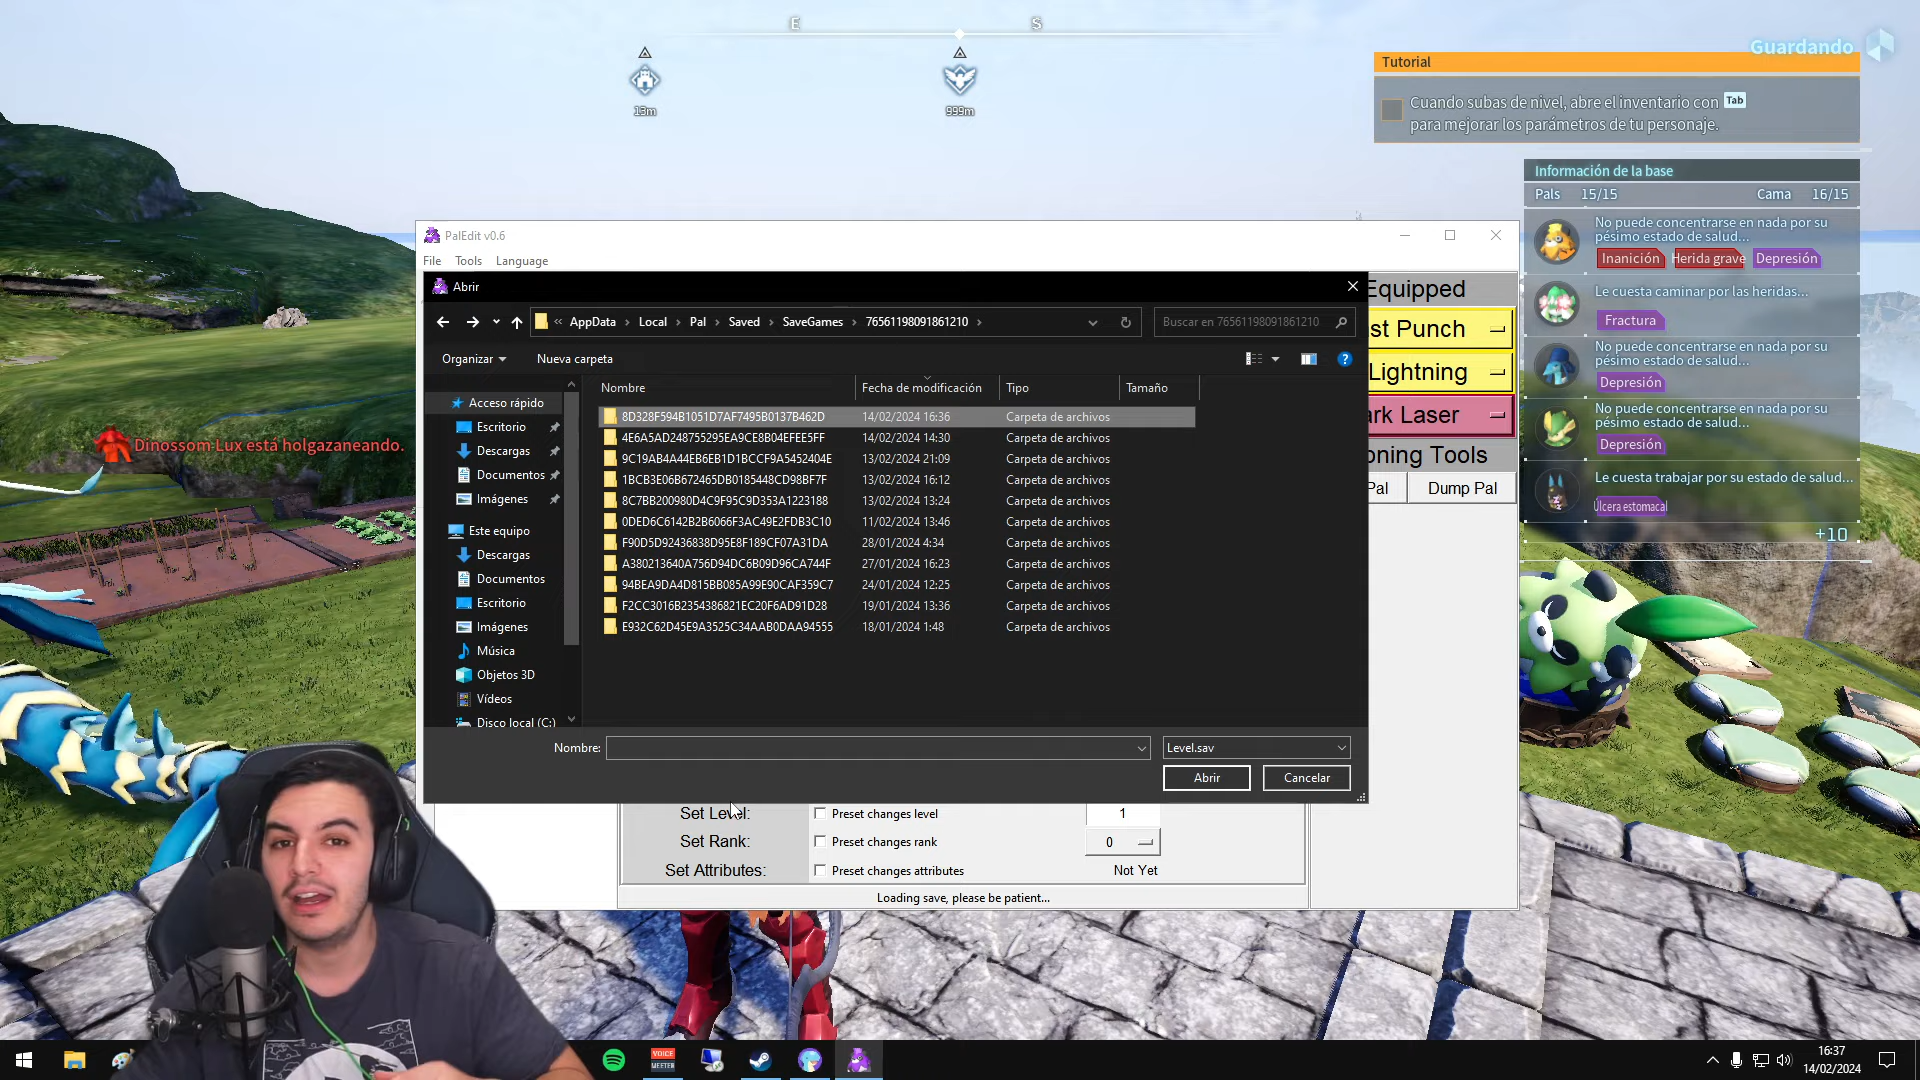 E
S
13m
999m
Guardando
Tutorial
Cuando subas de nivel, abre el inventario con Tab
para mejorar los parámetros de tu personaje.
Información de la base
Pals 15/15 Cama 16/15
No puede concentrarse en nada por su
pésimo estado de salud...
Inanición Herida grave Depresión
Le cuesta caminar por las heridas...
Fractura
No puede concentrarse en nada por su
pésimo estado de salud...
Depresión
No puede concentrarse en nada por su
pésimo estado de salud...
Depresión
Le cuesta trabajar por su estado de salud...
Úlcera estomacal
+10
Dinossom Lux está holgazaneando.
PalEdit v0.6
File Tools Language
Abrir
« AppData › Local › Pal › Saved › SaveGames › 76561198091861210 ›
Buscar en 76561198091861210
Organizar
Nueva carpeta
Nombre Fecha de modificación Tipo Tamaño
8D328F594B1051D7AF7495B0137B462D 14/02/2024 16:36 Carpeta de archivos
4E6A5AD248755295EA9CE8B04EFEE5FF 14/02/2024 14:30 Carpeta de archivos
9C19AB4A44EB6EB1D1BCCF9A5452404E 13/02/2024 21:09 Carpeta de archivos
1BCB3E06B672465DB0185448CD98BF7F 13/02/2024 16:12 Carpeta de archivos
8C7BB200980D4C9F95C9D353A1223188 13/02/2024 13:24 Carpeta de archivos
0DED6C6142B2B6066F3AC49E2FDB3C10 11/02/2024 13:46 Carpeta de archivos
F90D5D92436838D95E8F189CF07A31DA 28/01/2024 4:34 Carpeta de archivos
A380213640A756D94DC6B09D96CA744F 27/01/2024 16:23 Carpeta de archivos
94BEA9DA4D815BB085A99E90CAF359C7 24/01/2024 12:25 Carpeta de archivos
F2CC3016B2354386821EC20F6AD91D28 19/01/2024 13:36 Carpeta de archivos
E932C62D45E9A3525C34AAB0DAA94555 18/01/2024 1:48 Carpeta de archivos
Acceso rápido
Escritorio
Descargas
Documentos
Imágenes
Este equipo
Descargas
Documentos
Escritorio
Imágenes
Música
Objetos 3D
Vídeos
Disco local (C:)
Nombre:
Level.sav
Abrir
Cancelar
Equipped
st Punch
Lightning
ark Laser
oning Tools
Pal
Dump Pal
Set Level: Preset changes level 1
Set Rank: Preset changes rank 0
Set Attributes: Preset changes attributes Not Yet
Loading save, please be patient...
VOICE
MEETER
16:37
14/02/2024